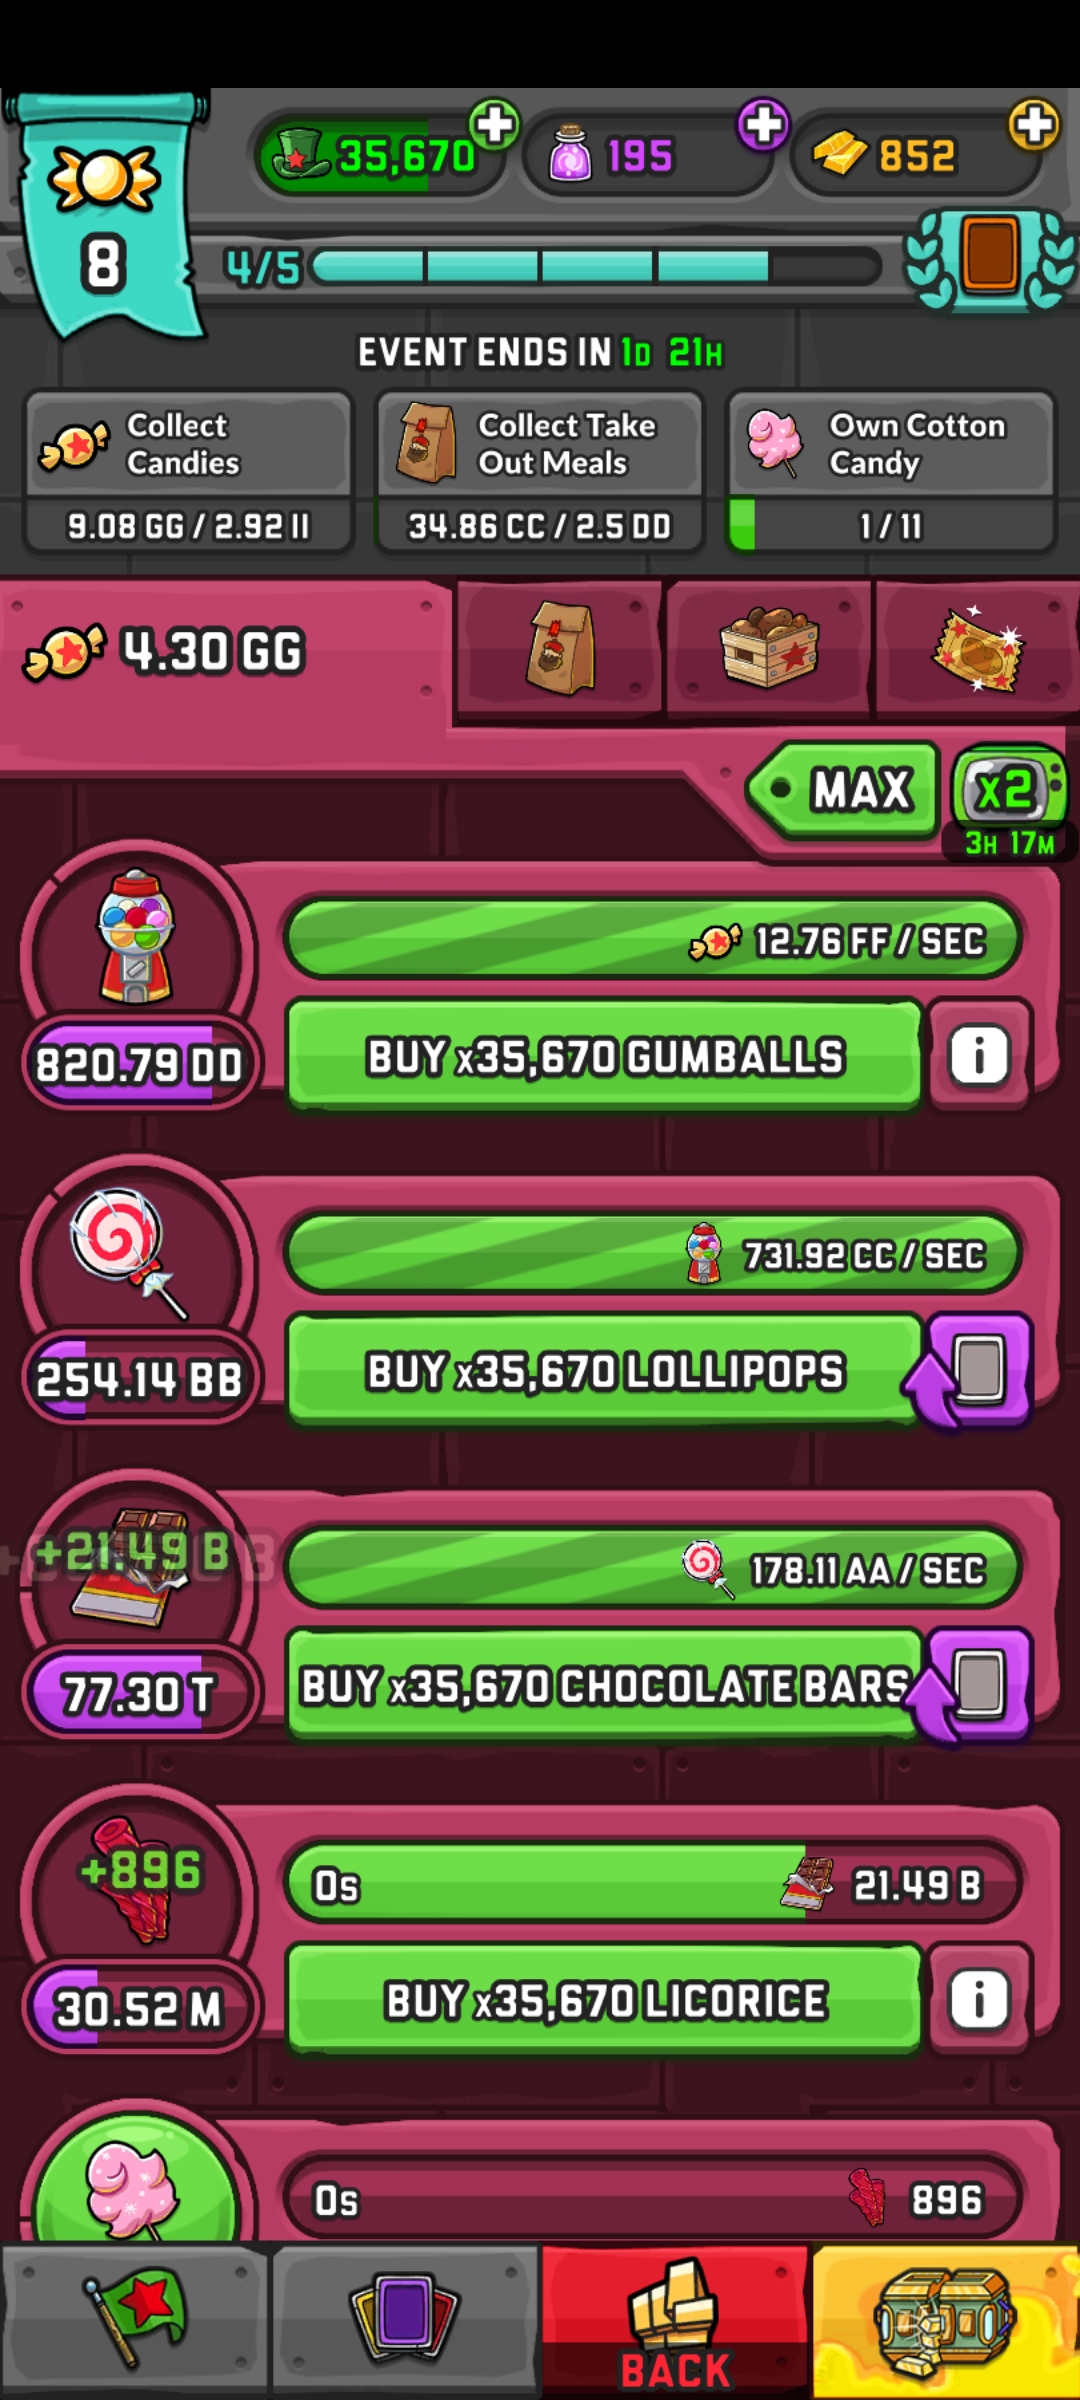 8
35,670
195
852
4/5
EVENT ENDS IN 1D 21H
Collect
Candies
9.08 GG / 2.92 II
Collect Take
Out Meals
34.86 CC / 2.5 DD
Own Cotton
Candy
1 / 11
4.30 GG
MAX
x2
3H 17M
12.76 FF / SEC
820.79 DD
BUY x35,670 GUMBALLS
i
731.92 CC / SEC
254.14 BB
BUY x35,670 LOLLIPOPS
+21.49 B
178.11 AA / SEC
77.30 T
BUY x35,670 CHOCOLATE BARS
+896
0s
21.49 B
30.52 M
BUY x35,670 LICORICE
i
0s
896
BACK